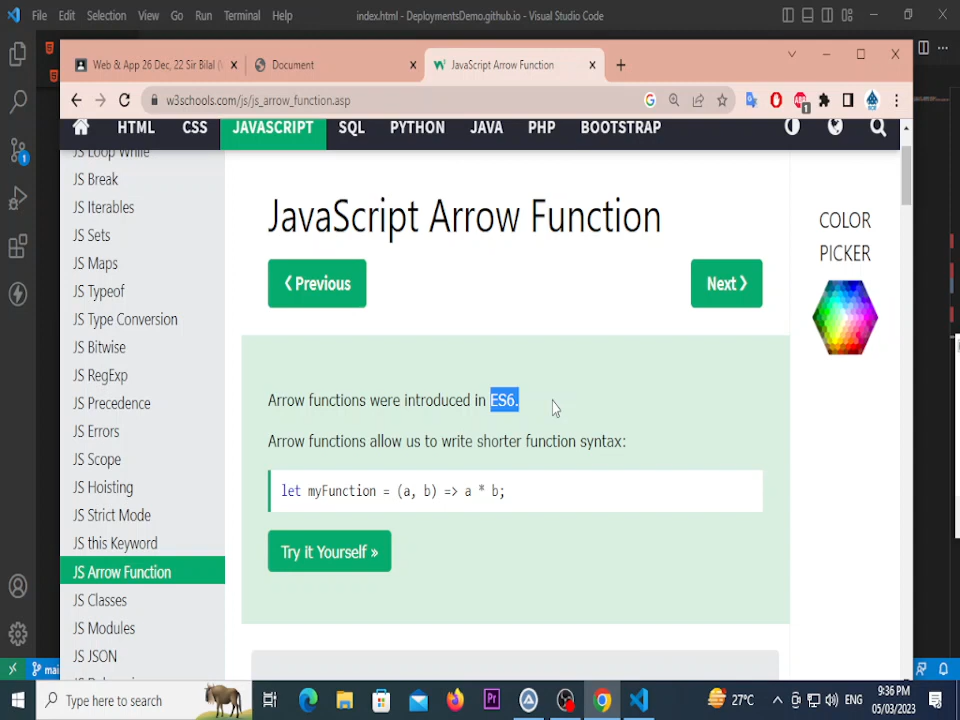 File Edit Selection View Go Run Terminal Help index.html - DeploymentsDemo.github.io - Visual Studio Code
Web & App 26 Dec, 22 Sir Bilal Document JavaScript Arrow Function
w3schools.com/js/js_arrow_function.asp
HTML CSS JAVASCRIPT SQL PYTHON JAVA PHP BOOTSTRAP
JS Loop While
JS Break
JS Iterables
JS Sets
JS Maps
JS Typeof
JS Type Conversion
JS Bitwise
JS RegExp
JS Precedence
JS Errors
JS Scope
JS Hoisting
JS Strict Mode
JS this Keyword
JS Arrow Function
JS Classes
JS Modules
JS JSON
JavaScript Arrow Function
❮ Previous
Next ❯
Arrow functions were introduced in ES6.
Arrow functions allow us to write shorter function syntax:
let myFunction = (a, b) => a * b;
Try it Yourself »
COLOR
PICKER
1
1
mai
Type here to search
27°C
ENG
9:36 PM
05/03/2023